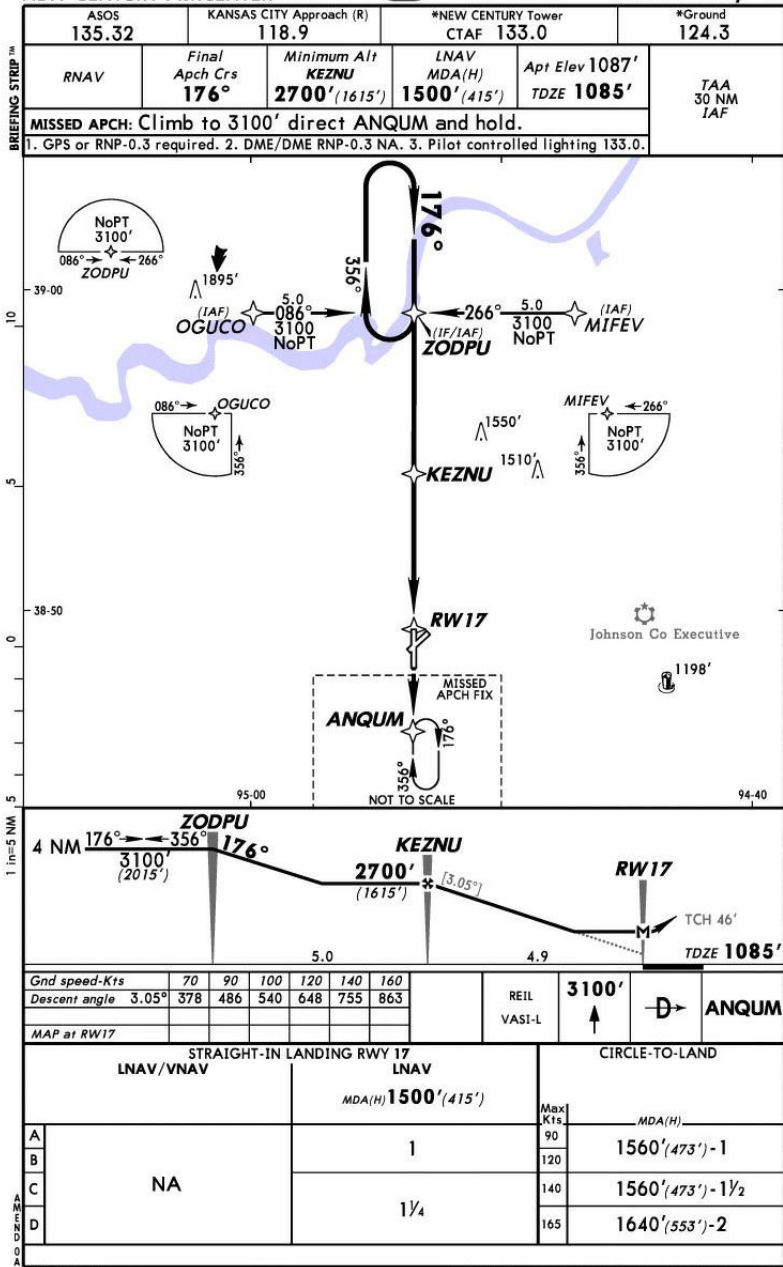 ASOS
135.32
KANSAS CITY Approach (R)
118.9
*NEW CENTURY Tower
CTAF 133.0
*Ground
124.3
BRIEFING STRIP™
RNAV
Final
Apch Crs
176°
Minimum Alt
KEZNU
2700'(1615')
LNAV
MDA(H)
1500'(415')
Apt Elev 1087'
TDZE 1085'
TAA
30 NM
IAF
MISSED APCH: Climb to 3100' direct ANQUM and hold.
1. GPS or RNP-0.3 required. 2. DME/DME RNP-0.3 NA. 3. Pilot controlled lighting 133.0.
NoPT
3100'
086° 266°
ZODPU
176°
356°
39-00
1895'
(IAF)
OGUCO
5.0
086°
3100
NoPT
(IF/IAF)
ZODPU
5.0
266°
3100
NoPT
(IAF)
MIFEV
10
086° OGUCO
NoPT
3100'
356°
1550'
1510'
MIFEV 266°
NoPT
3100'
356°
KEZNU
5
38-50
RW17
Johnson Co Executive
1198'
0
MISSED
APCH FIX
ANQUM
176°
356°
NOT TO SCALE
95-00
94-40
5
1 in=5 NM
4 NM
176° 356°
3100'
(2015')
ZODPU
176°
2700'
(1615')
KEZNU
[3.05°]
RW17
M
TCH 46'
TDZE 1085'
5.0
4.9
Gnd speed-Kts 70 90 100 120 140 160
Descent angle 3.05° 378 486 540 648 755 863
MAP at RW17
REIL
VASI-L
3100'
D
ANQUM
STRAIGHT-IN LANDING RWY 17
CIRCLE-TO-LAND
LNAV/VNAV
LNAV
MDA(H) 1500'(415')
Max
Kts
MDA(H)
A
B
C
D
NA
1
1¼
90
120
1560'(473')-1
140
1560'(473')-1½
165
1640'(553')-2
AMEND 0A